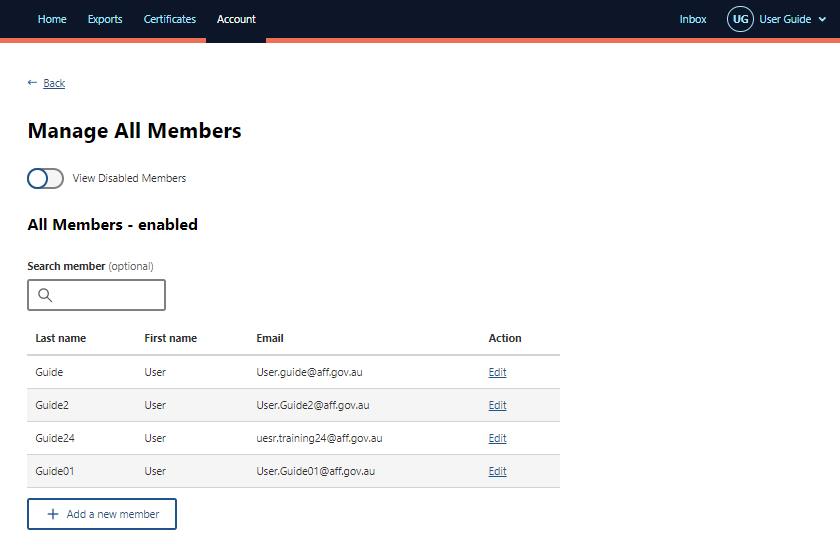 Home Exports Certificates Account Inbox UG User Guide
← Back
Manage All Members
View Disabled Members
All Members - enabled
Search member (optional)
Last name First name Email Action
Guide User User.guide@aff.gov.au Edit
Guide2 User User.Guide2@aff.gov.au Edit
Guide24 User uesr.training24@aff.gov.au Edit
Guide01 User User.Guide01@aff.gov.au Edit
+ Add a new member